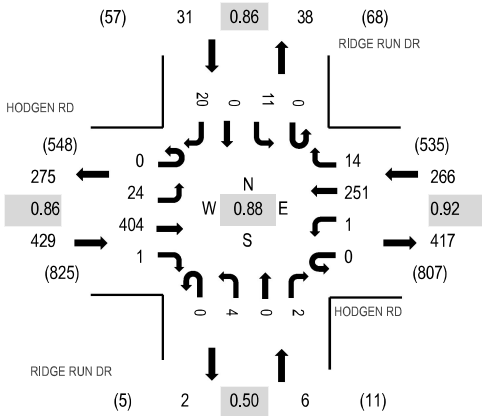 (57) 31 0.86 38 (68)
RIDGE RUN DR
HODGEN RD
20 0 11 0
(548) (535)
0 14
275 266
24 N 251
0.86 W 0.88 E 0.92
404 1
429 S 417
1 0
(825) (807)
0 4 0 2
HODGEN RD
RIDGE RUN DR
(5) 2 0.50 6 (11)